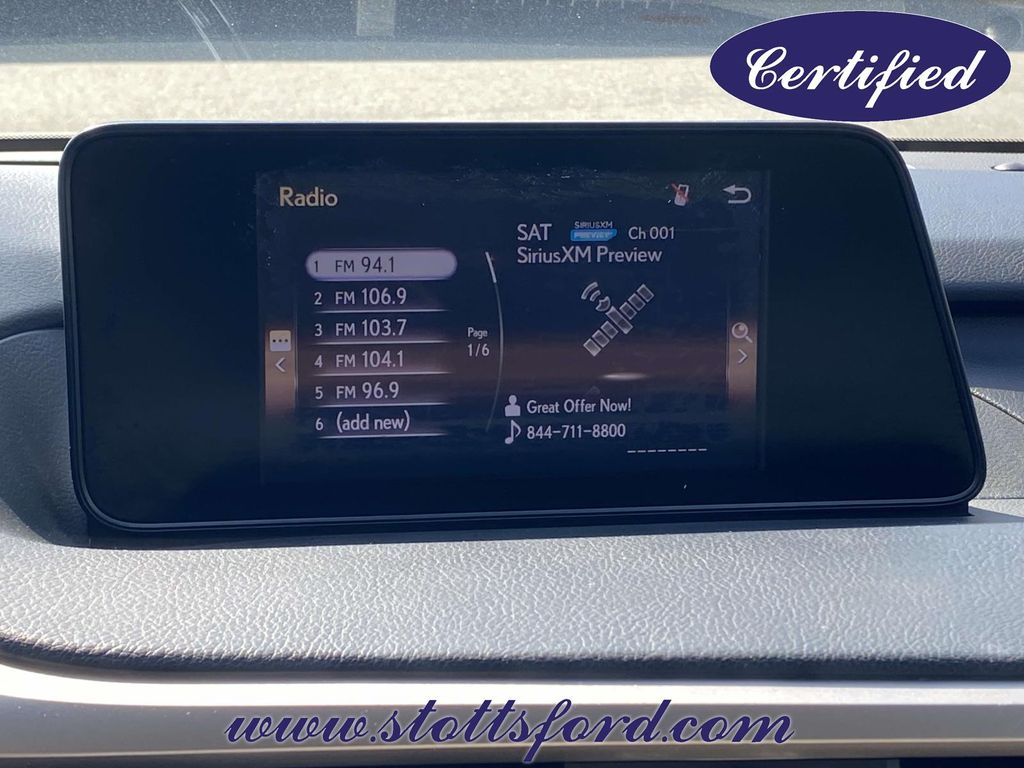 Certified
Radio
SAT SIRIUSXM PREVIEW Ch 001
SiriusXM Preview
1 FM 94.1
2 FM 106.9
3 FM 103.7
4 FM 104.1
5 FM 96.9
6 (add new)
Page
1/6
Great Offer Now!
844-711-8800
www.stottsford.com